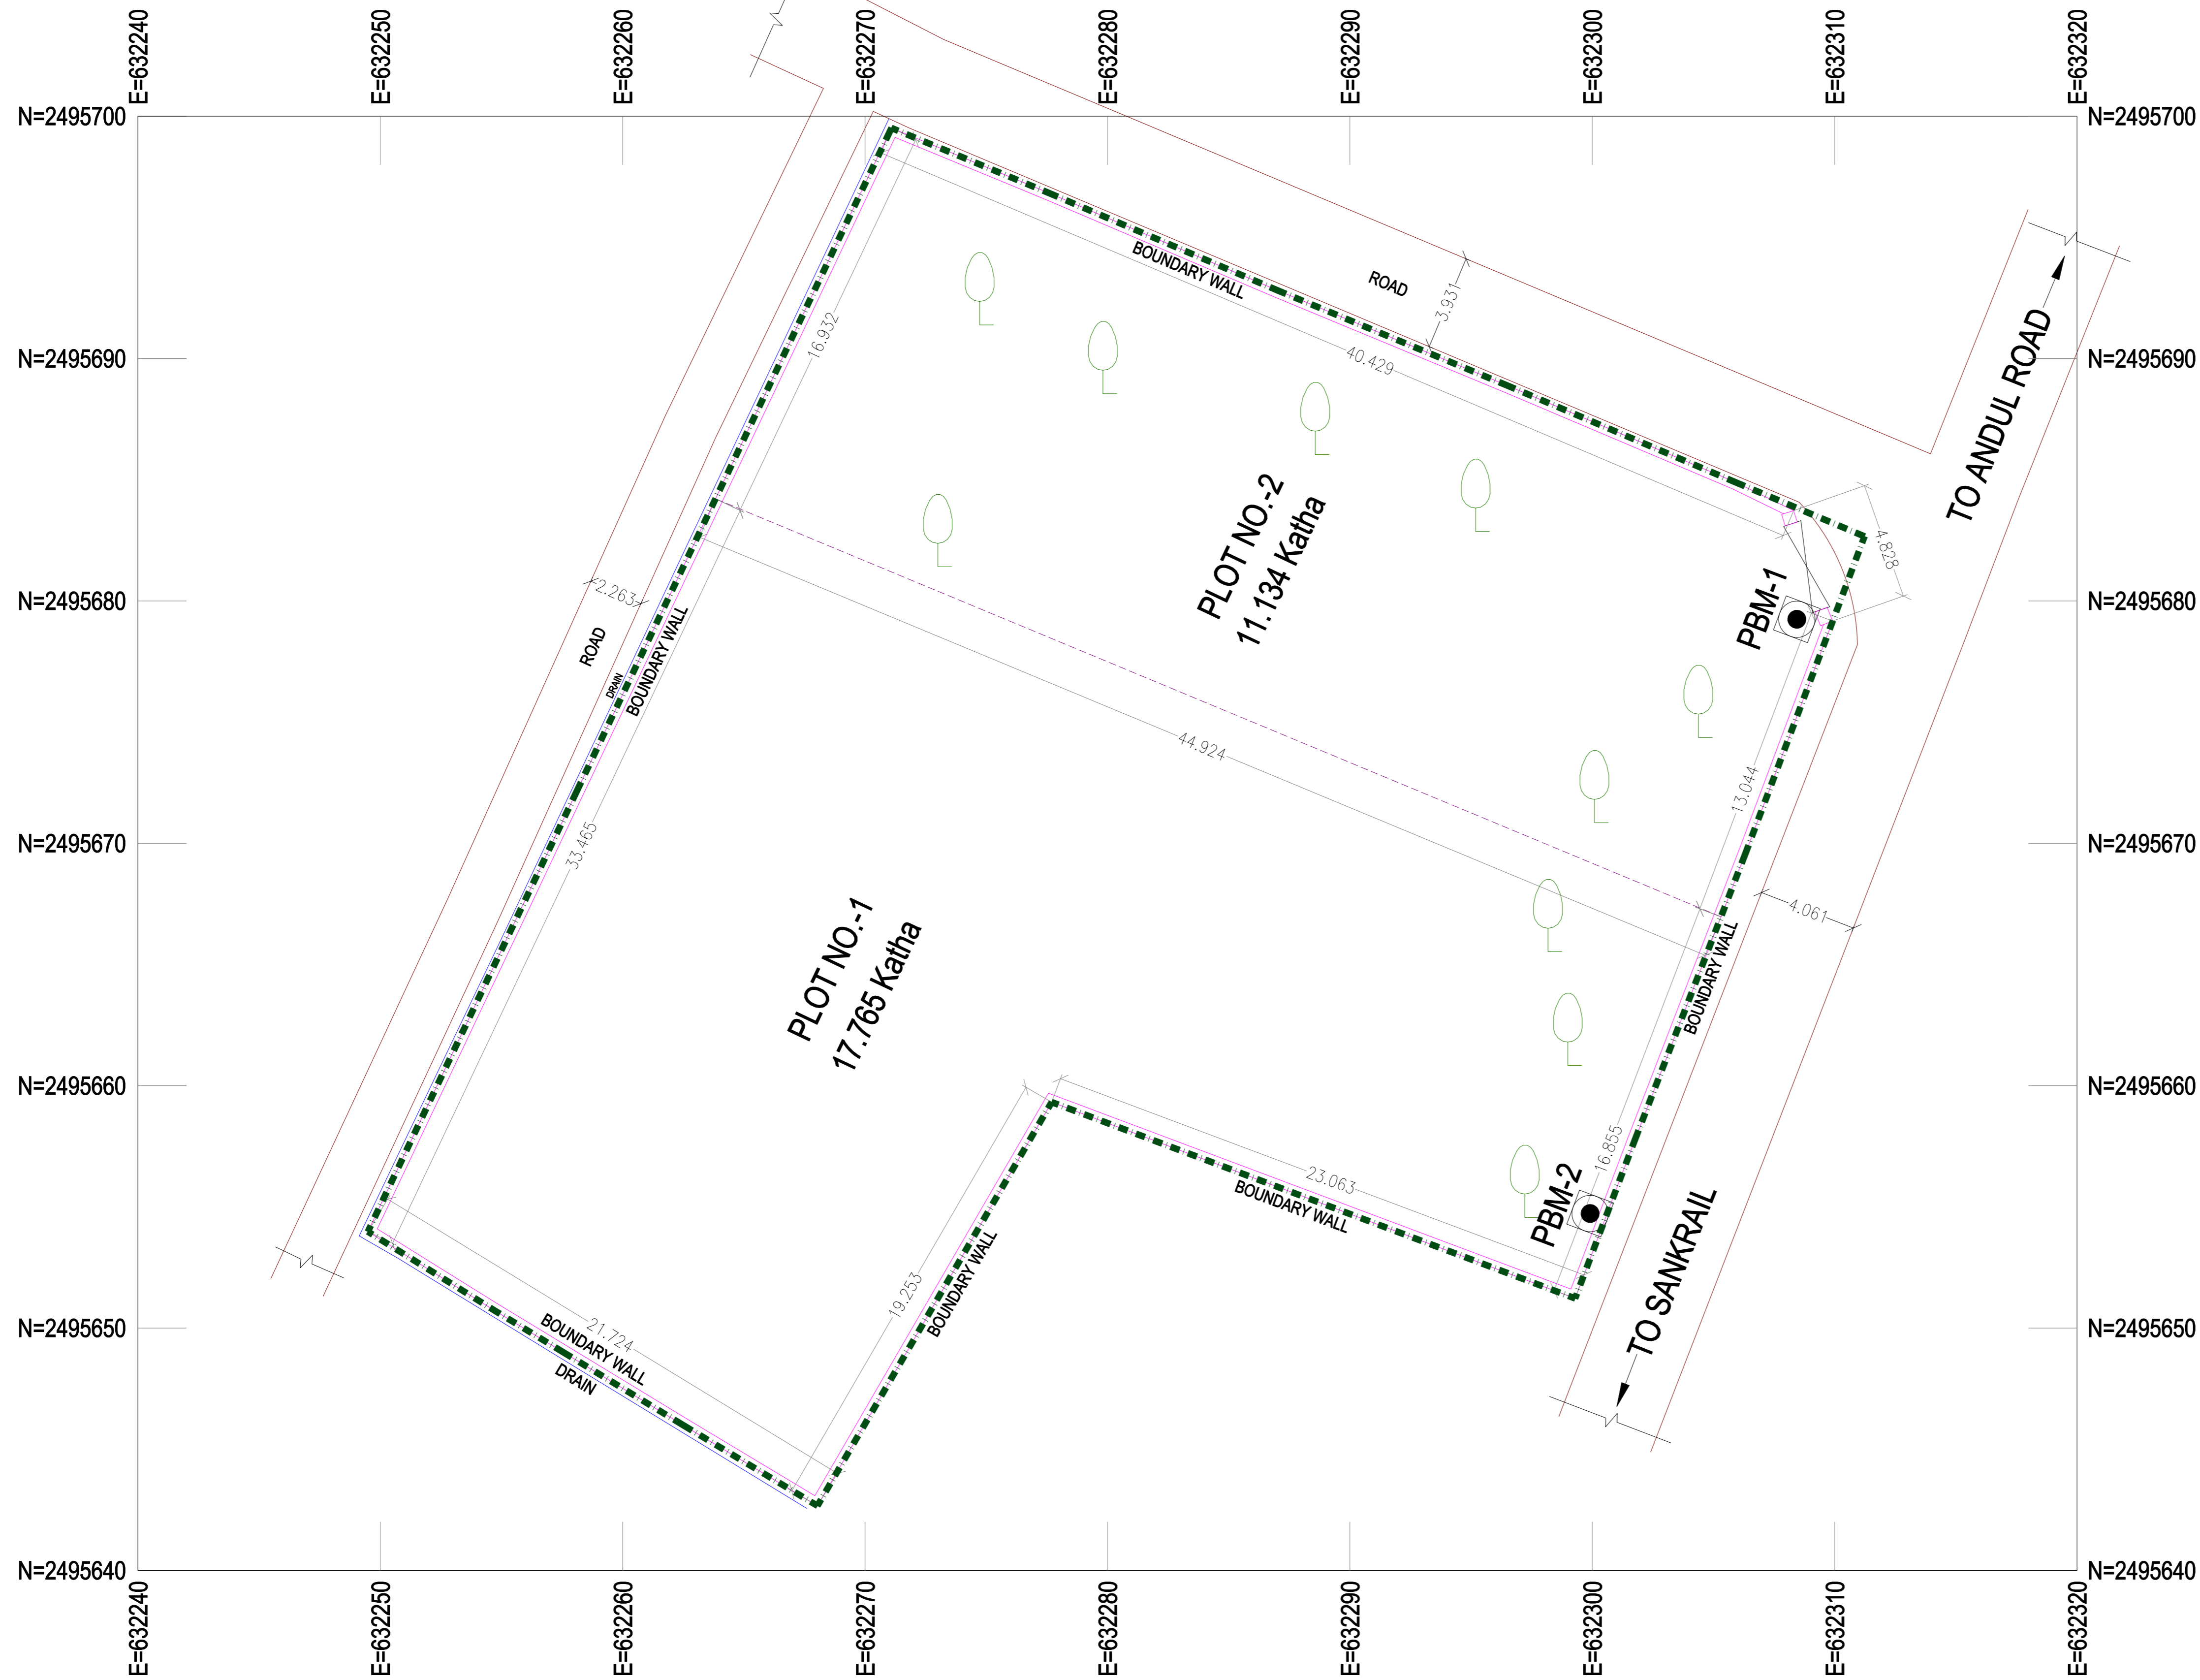 E=632240
E=632250
E=632260
E=632270
E=632280
E=632290
E=632300
E=632310
E=632320
N=2495700
N=2495700
BOUNDARY WALL
ROAD
3.931
TO ANDUL ROAD
16.932
40.429
N=2495690
N=2495690
PLOT NO.-2
11.134 Katha
4.828
PBM-1
N=2495680
N=2495680
2.263
ROAD
DRAIN
BOUNDARY WALL
44.924
13.044
N=2495670
N=2495670
33.465
PLOT NO.-1
17.765 Katha
4.061
BOUNDARY WALL
N=2495660
N=2495660
16.855
23.063
BOUNDARY WALL
PBM-2
TO SANKRAIL
19.253
BOUNDARY WALL
N=2495650
N=2495650
21.724
BOUNDARY WALL
DRAIN
N=2495640
N=2495640
E=632240
E=632250
E=632260
E=632270
E=632280
E=632290
E=632300
E=632310
E=632320